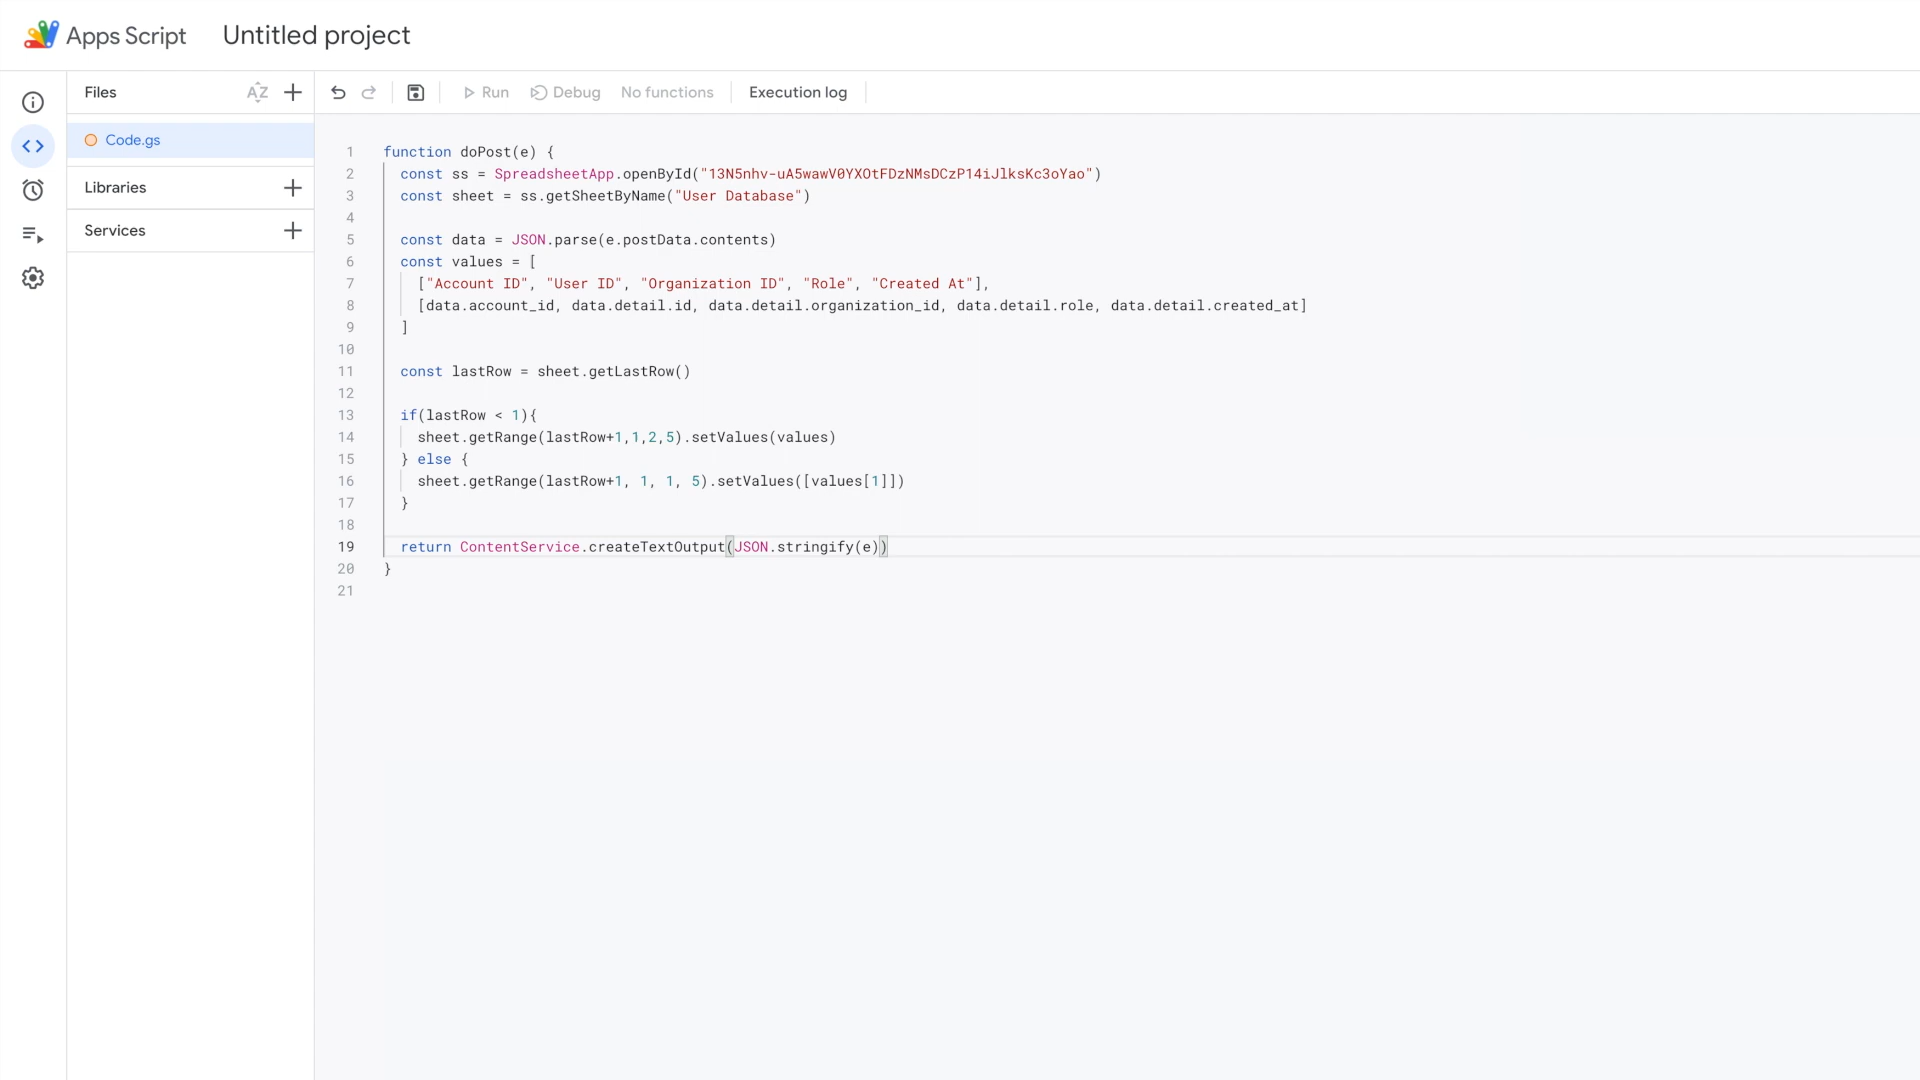 Apps Script Untitled project
Files AZ
Run Debug No functions Execution log
Code.gs
Libraries
Services
1 function doPost(e) {
2 const ss = SpreadsheetApp.openById("13N5nhv-uA5wawV0YXOtFDzNMsDCzP14iJlksKc3oYao")
3 const sheet = ss.getSheetByName("User Database")
4
5 const data = JSON.parse(e.postData.contents)
6 const values = [
7 ["Account ID", "User ID", "Organization ID", "Role", "Created At"],
8 [data.account_id, data.detail.id, data.detail.organization_id, data.detail.role, data.detail.created_at]
9 ]
10
11 const lastRow = sheet.getLastRow()
12
13 if(lastRow < 1){
14 sheet.getRange(lastRow+1,1,2,5).setValues(values)
15 } else {
16 sheet.getRange(lastRow+1, 1, 1, 5).setValues([values[1]])
17 }
18
19 return ContentService.createTextOutput(JSON.stringify(e))
20 }
21